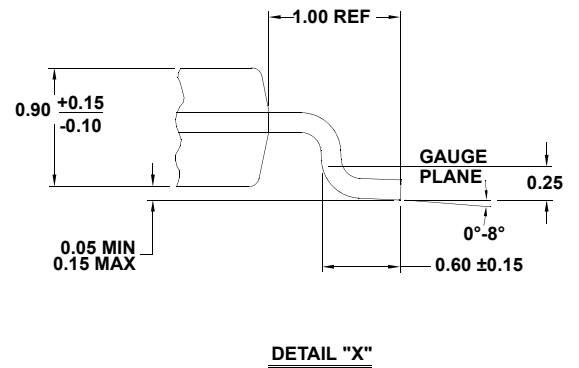 1.00 REF
0.90 +0.15
-0.10
GAUGE
PLANE
0.25
0°-8°
0.05 MIN
0.15 MAX
0.60 ±0.15
DETAIL "X"